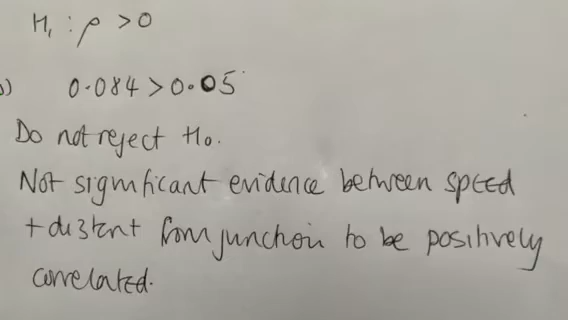 H₁ : ρ > 0
) 0.084 > 0.05
Do not reject H₀.
Not significant evidence between speed
+ distent from junction to be positively
correlated.